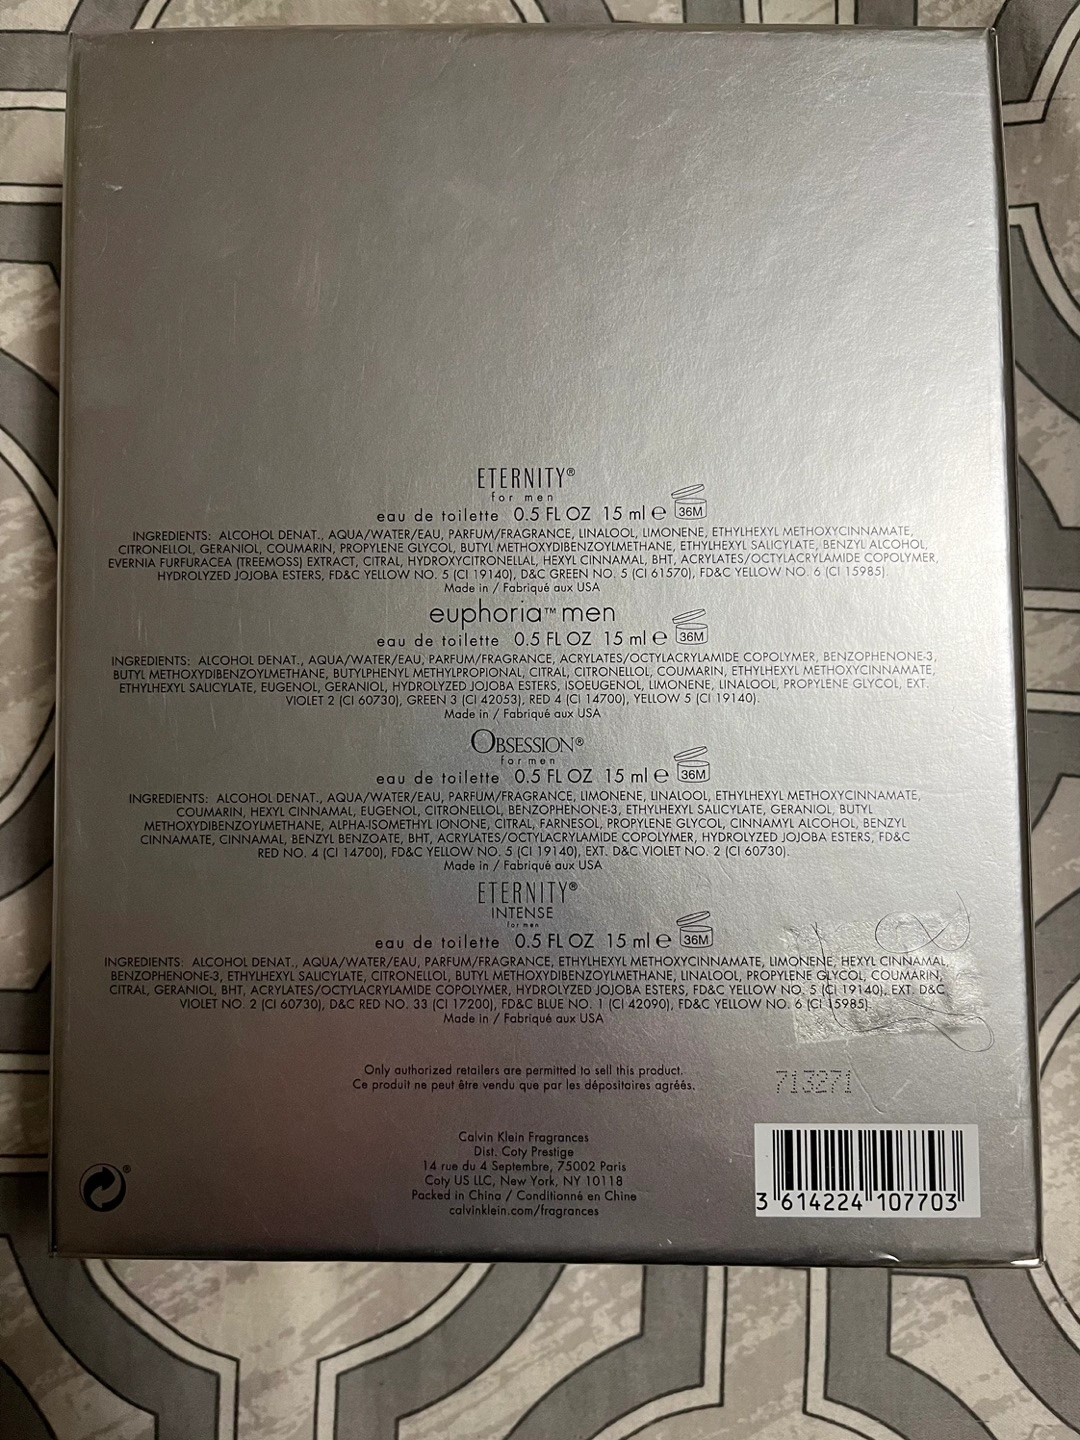 ETERNITY®
for men
eau de toilette 0.5 FL OZ 15 ml ℮ 36M
INGREDIENTS: ALCOHOL DENAT., AQUA/WATER/EAU, PARFUM/FRAGRANCE, LINALOOL, LIMONENE, ETHYLHEXYL METHOXYCINNAMATE,
CITRONELLOL, GERANIOL, COUMARIN, PROPYLENE GLYCOL, BUTYL METHOXYDIBENZOYLMETHANE, ETHYLHEXYL SALICYLATE, BENZYL ALCOHOL,
EVERNIA FURFURACEA (TREEMOSS) EXTRACT, CITRAL, HYDROXYCITRONELLAL, HEXYL CINNAMAL, BHT, ACRYLATES/OCTYLACRYLAMIDE COPOLYMER,
HYDROLYZED JOJOBA ESTERS, FD&C YELLOW NO. 5 (CI 19140), D&C GREEN NO. 5 (CI 61570), FD&C YELLOW NO. 6 (CI 15985).
Made in / Fabriqué aux USA
euphoria™ men
eau de toilette 0.5 FL OZ 15 ml ℮ 36M
INGREDIENTS: ALCOHOL DENAT., AQUA/WATER/EAU, PARFUM/FRAGRANCE, ACRYLATES/OCTYLACRYLAMIDE COPOLYMER, BENZOPHENONE-3,
BUTYL METHOXYDIBENZOYLMETHANE, BUTYLPHENYL METHYLPROPIONAL, CITRAL, CITRONELLOL, COUMARIN, ETHYLHEXYL METHOXYCINNAMATE,
ETHYLHEXYL SALICYLATE, EUGENOL, GERANIOL, HYDROLYZED JOJOBA ESTERS, ISOEUGENOL, LIMONENE, LINALOOL, PROPYLENE GLYCOL, EXT.
VIOLET 2 (CI 60730), GREEN 3 (CI 42053), RED 4 (CI 14700), YELLOW 5 (CI 19140).
Made in / Fabriqué aux USA
OBSESSION®
for men
eau de toilette 0.5 FL OZ 15 ml ℮ 36M
INGREDIENTS: ALCOHOL DENAT., AQUA/WATER/EAU, PARFUM/FRAGRANCE, LIMONENE, LINALOOL, ETHYLHEXYL METHOXYCINNAMATE,
COUMARIN, HEXYL CINNAMAL, EUGENOL, CITRONELLOL, BENZOPHENONE-3, ETHYLHEXYL SALICYLATE, GERANIOL, BUTYL
METHOXYDIBENZOYLMETHANE, ALPHA-ISOMETHYL IONONE, CITRAL, FARNESOL, PROPYLENE GLYCOL, CINNAMYL ALCOHOL, BENZYL
CINNAMATE, CINNAMAL, BENZYL BENZOATE, BHT, ACRYLATES/OCTYLACRYLAMIDE COPOLYMER, HYDROLYZED JOJOBA ESTERS, FD&C
RED NO. 4 (CI 14700), FD&C YELLOW NO. 5 (CI 19140), EXT. D&C VIOLET NO. 2 (CI 60730).
Made in / Fabriqué aux USA
ETERNITY®
INTENSE
for men
eau de toilette 0.5 FL OZ 15 ml ℮ 36M
INGREDIENTS: ALCOHOL DENAT., AQUA/WATER/EAU, PARFUM/FRAGRANCE, ETHYLHEXYL METHOXYCINNAMATE, LIMONENE, HEXYL CINNAMAL,
BENZOPHENONE-3, ETHYLHEXYL SALICYLATE, CITRONELLOL, BUTYL METHOXYDIBENZOYLMETHANE, LINALOOL, PROPYLENE GLYCOL, COUMARIN,
CITRAL, GERANIOL, BHT, ACRYLATES/OCTYLACRYLAMIDE COPOLYMER, HYDROLYZED JOJOBA ESTERS, FD&C YELLOW NO. 5 (CI 19140), EXT. D&C
VIOLET NO. 2 (CI 60730), D&C RED NO. 33 (CI 17200), FD&C BLUE NO. 1 (CI 42090), FD&C YELLOW NO. 6 (CI 15985).
Made in / Fabriqué aux USA
Only authorized retailers are permitted to sell this product.
Ce produit ne peut être vendu que par les dépositaires agréés.
713271
Calvin Klein Fragrances
Dist. Coty Prestige
14 rue du 4 Septembre, 75002 Paris
Coty US LLC, New York, NY 10118
Packed in China / Conditionné en Chine
calvinklein.com/fragrances
®
3 614224 107703